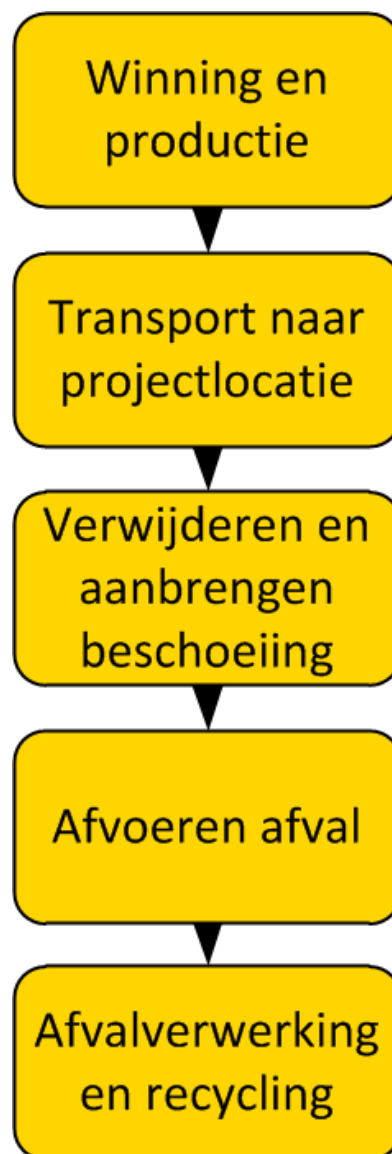 Winning en
productie
Transport naar
projectlocatie
Verwijderen en
aanbrengen
beschoeiing
Afvoeren afval
Afvalverwerking
en recycling